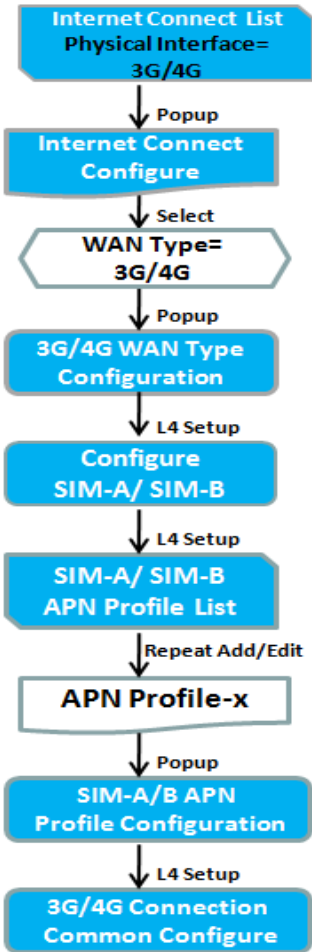 Internet Connect List
Physical Interface=
3G/4G
Popup
Internet Connect
Configure
Select
WAN Type=
3G/4G
Popup
3G/4G WAN Type
Configuration
L4 Setup
Configure
SIM-A/ SIM-B
L4 Setup
SIM-A/ SIM-B
APN Profile List
Repeat Add/Edit
APN Profile-x
Popup
SIM-A/B APN
Profile Configuration
L4 Setup
3G/4G Connection
Common Configure